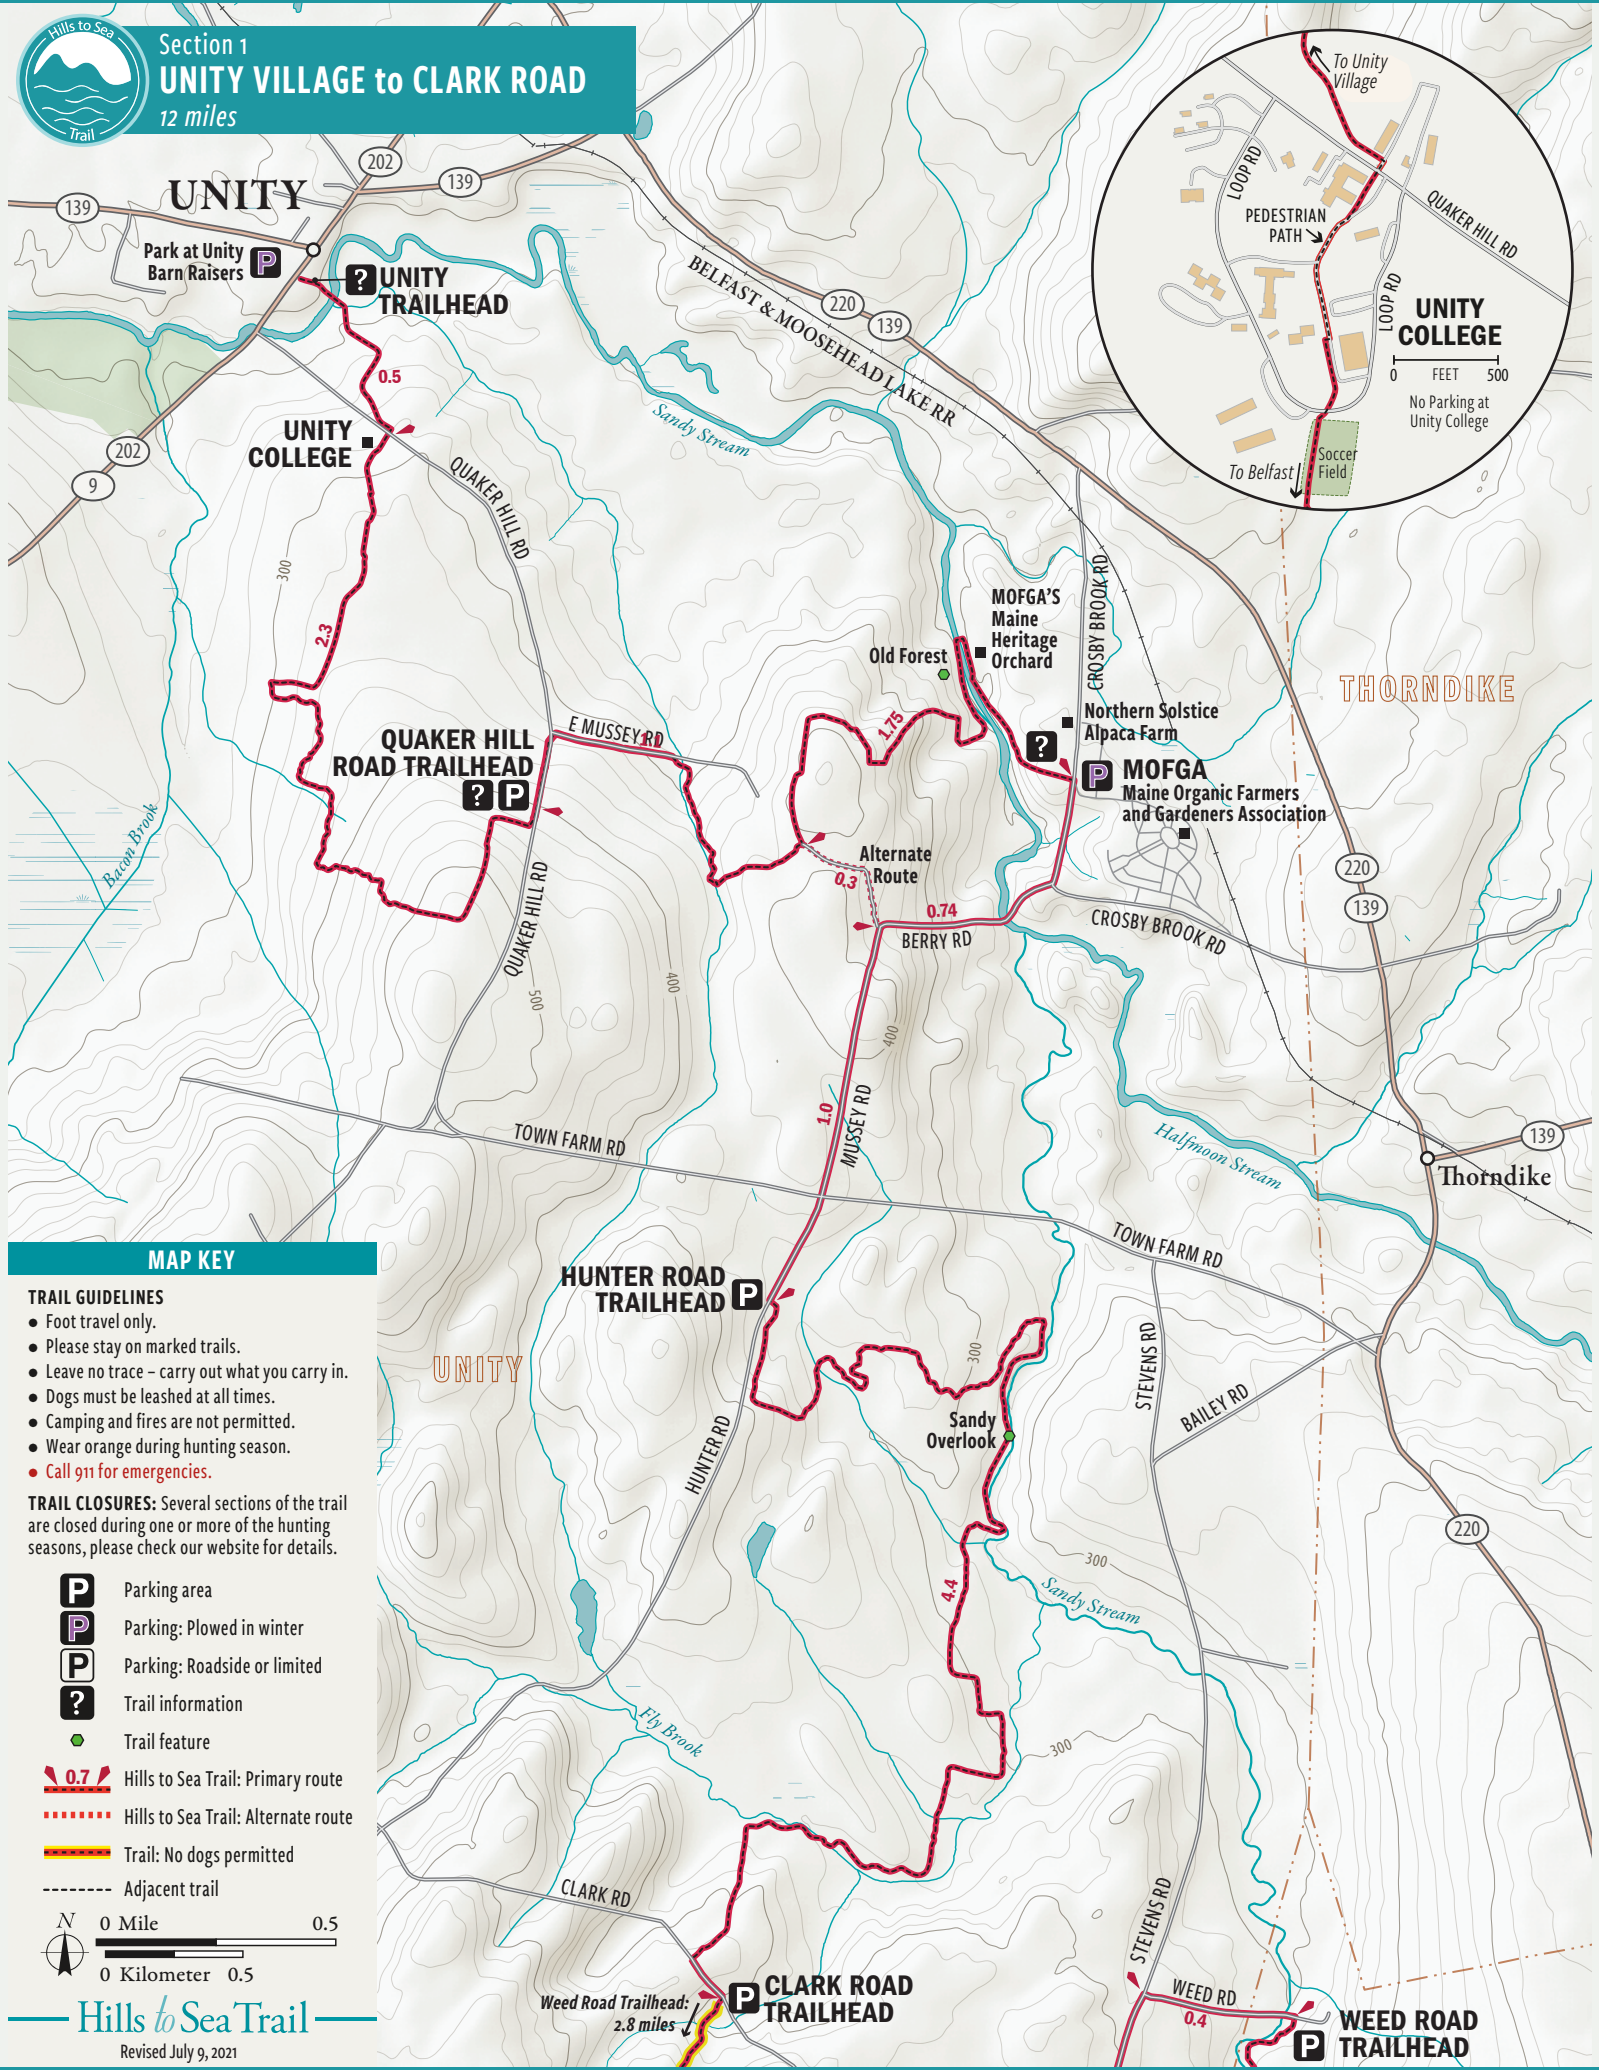 Hills to Sea
Trail
Section 1
UNITY VILLAGE to CLARK ROAD
12 miles
To Unity
Village
LOOP RD
PEDESTRIAN
PATH
QUAKER HILL RD
LOOP RD
UNITY
COLLEGE
0 FEET 500
No Parking at
Unity College
To Belfast
Soccer
Field
202
139
139
UNITY
Park at Unity
Barn Raisers
P
?
UNITY
TRAILHEAD
BELFAST & MOOSEHEAD LAKE RR
220
139
0.5
Sandy Stream
UNITY
COLLEGE
202
9
QUAKER HILL RD
300
2.3
CROSBY BROOK RD
MOFGA'S
Maine
Heritage
Orchard
Old Forest
THORNDIKE
Northern Solstice
Alpaca Farm
?
P
MOFGA
Maine Organic Farmers
and Gardeners Association
1.75
E MUSSEY RD
1.1
QUAKER HILL
ROAD TRAILHEAD
? P
Bacon Brook
Alternate
Route
0.3
220
139
0.74
BERRY RD
CROSBY BROOK RD
QUAKER HILL RD
500
400
400
1.0
MUSSEY RD
TOWN FARM RD
Halfmoon Stream
139
Thorndike
TOWN FARM RD
HUNTER ROAD
TRAILHEAD
P
UNITY
300
STEVENS RD
BAILEY RD
Sandy
Overlook
HUNTER RD
220
300
4.4
Sandy Stream
Fly Brook
300
CLARK RD
STEVENS RD
P
CLARK ROAD
TRAILHEAD
Weed Road Trailhead:
2.8 miles
WEED RD
0.4
P
WEED ROAD
TRAILHEAD
MAP KEY
TRAIL GUIDELINES
● Foot travel only.
● Please stay on marked trails.
● Leave no trace – carry out what you carry in.
● Dogs must be leashed at all times.
● Camping and fires are not permitted.
● Wear orange during hunting season.
● Call 911 for emergencies.
TRAIL CLOSURES: Several sections of the trail
are closed during one or more of the hunting
seasons, please check our website for details.
P Parking area
P Parking: Plowed in winter
P Parking: Roadside or limited
? Trail information
Trail feature
0.7 Hills to Sea Trail: Primary route
Hills to Sea Trail: Alternate route
Trail: No dogs permitted
Adjacent trail
N
0 Mile 0.5
0 Kilometer 0.5
Hills to Sea Trail
Revised July 9, 2021